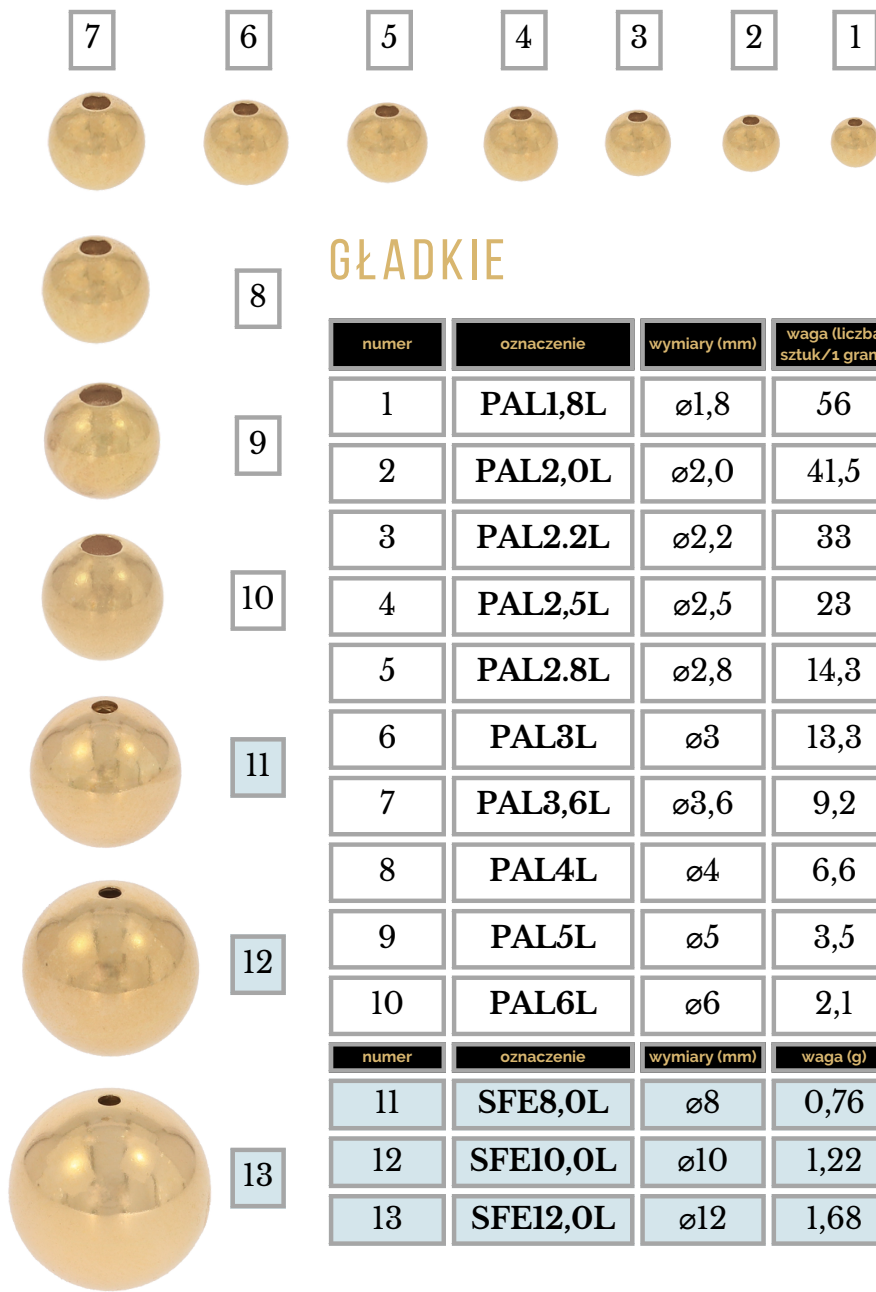 7 6 5 4 3 2 1
GŁADKIE
8
9
10
11
12
13
numer oznaczenie wymiary (mm) waga (liczba
sztuk/1 gram
1 PAL1,8L ⌀1,8 56
2 PAL2,0L ⌀2,0 41,5
3 PAL2.2L ⌀2,2 33
4 PAL2,5L ⌀2,5 23
5 PAL2.8L ⌀2,8 14,3
6 PAL3L ⌀3 13,3
7 PAL3,6L ⌀3,6 9,2
8 PAL4L ⌀4 6,6
9 PAL5L ⌀5 3,5
10 PAL6L ⌀6 2,1
numer oznaczenie wymiary (mm) waga (g)
11 SFE8,0L ⌀8 0,76
12 SFE10,0L ⌀10 1,22
13 SFE12,0L ⌀12 1,68